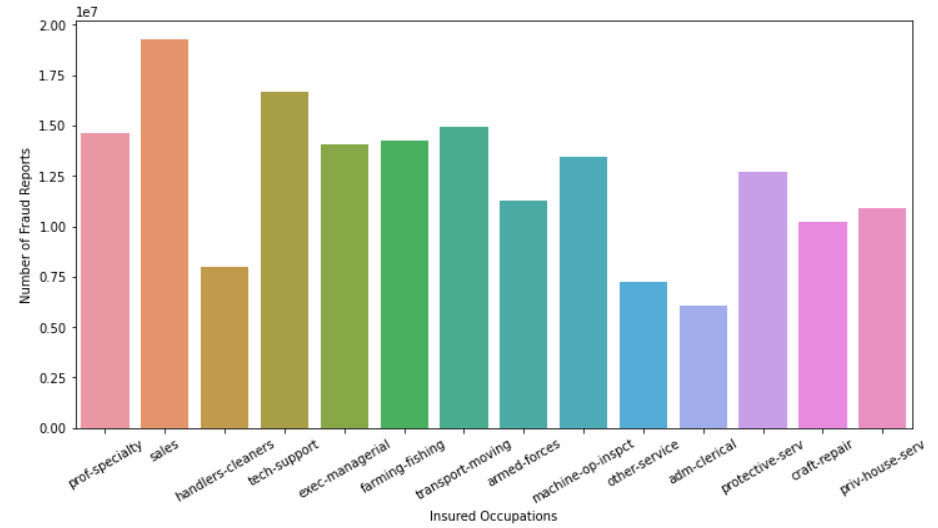 1e7
2.00
1.75
1.50
1.25
1.00
0.75
0.50
0.25
0.00
Number of Fraud Reports
prof-specialty
sales
handlers-cleaners
tech-support
exec-managerial
farming-fishing
transport-moving
armed-forces
machine-op-inspct
other-service
adm-clerical
protective-serv
craft-repair
priv-house-serv
Insured Occupations